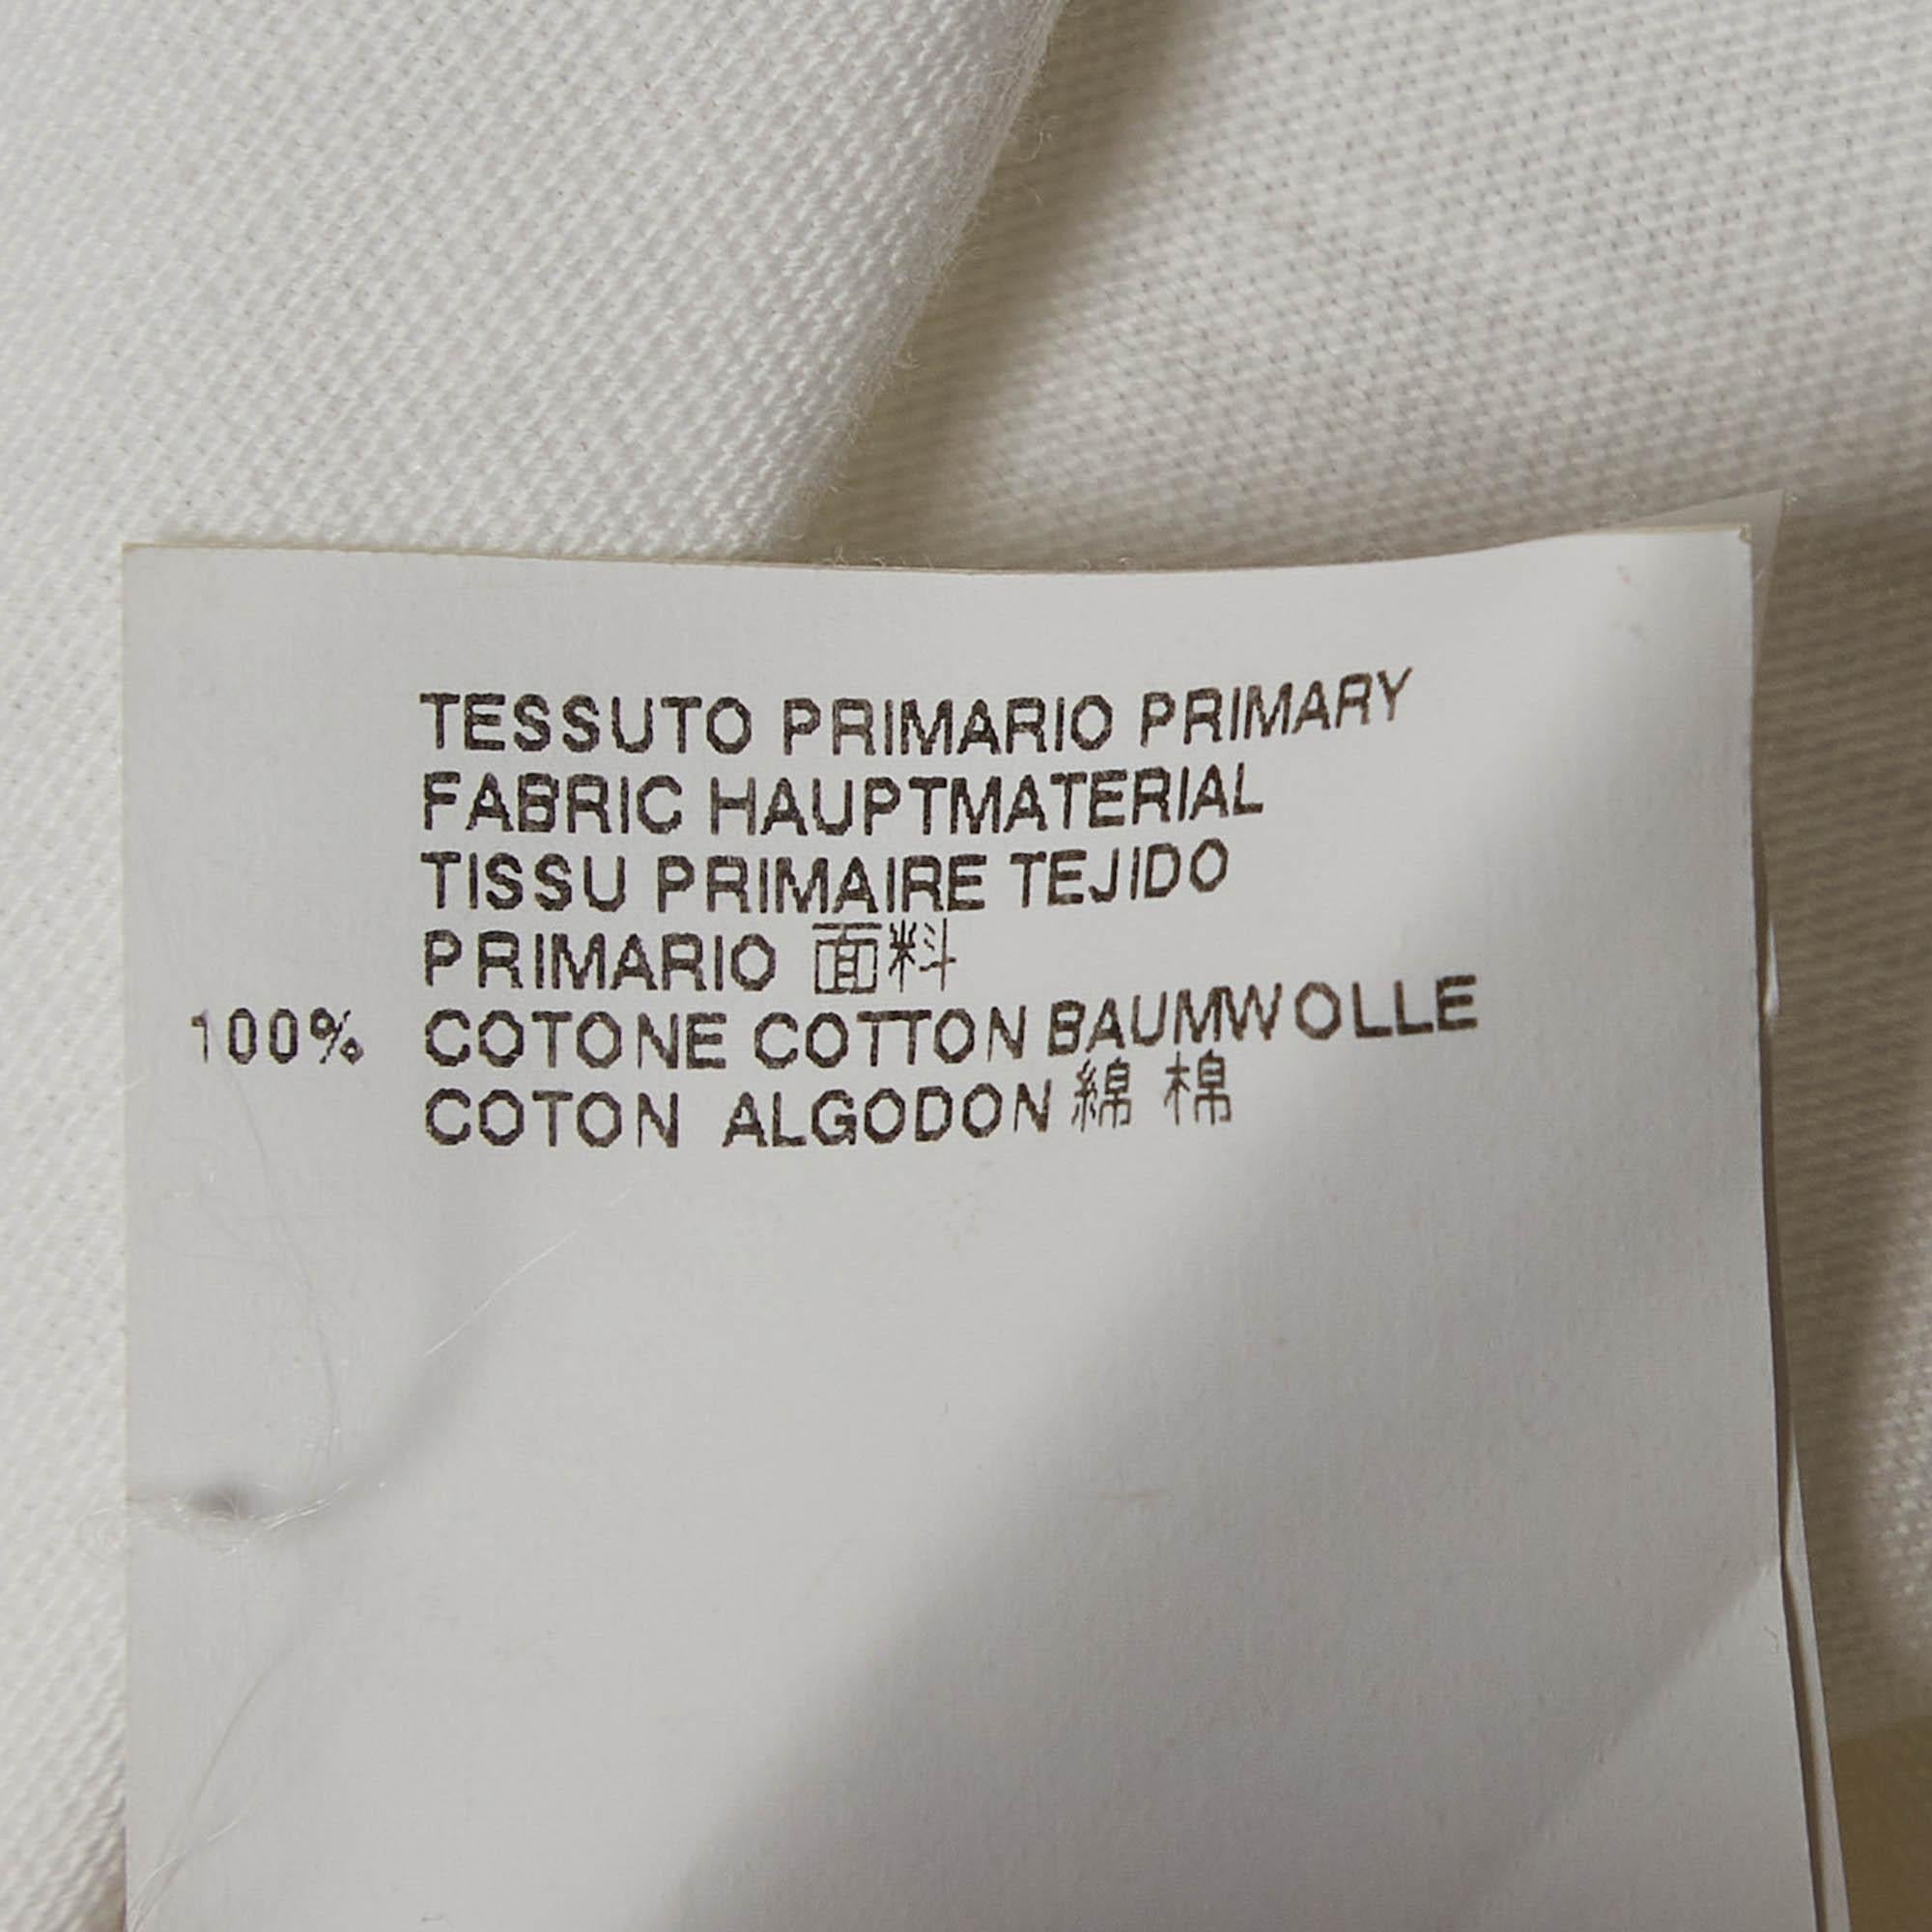 TESSUTO PRIMARIO PRIMARY
FABRIC HAUPTMATERIAL
TISSU PRIMAIRE TEJIDO
PRIMARIO 面料
100% COTONE COTTON BAUMWOLLE
COTON ALGODON 綿 棉